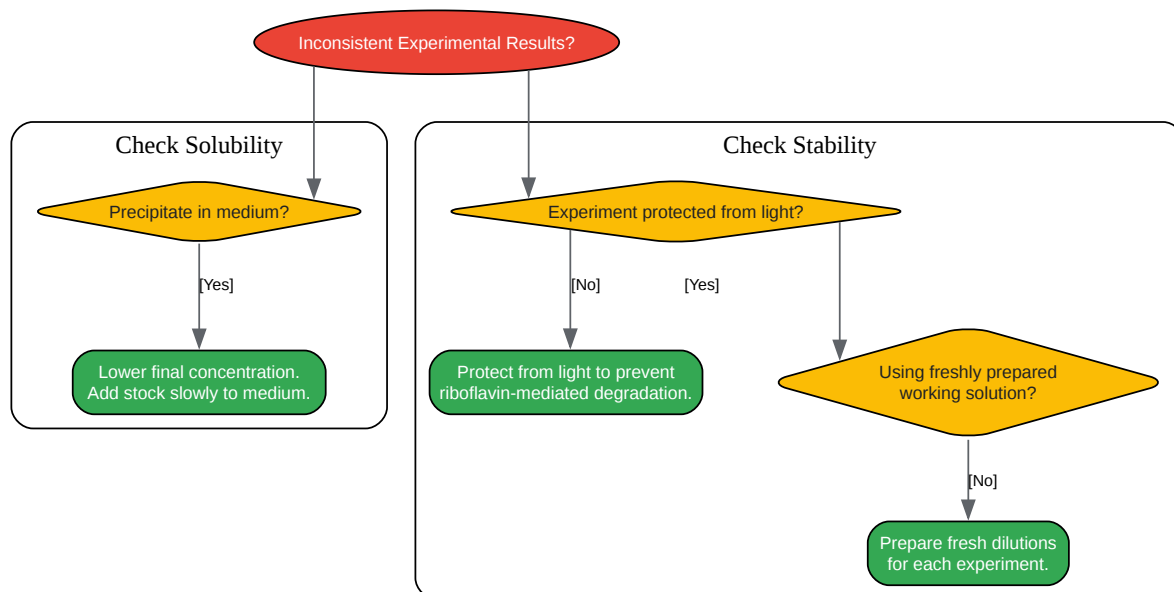 Inconsistent Experimental Results?
Check Solubility
Check Stability
Precipitate in medium?
Experiment protected from light?
[Yes]
[No]
[Yes]
Lower final concentration.
Add stock slowly to medium.
Protect from light to prevent
riboflavin-mediated degradation.
Using freshly prepared
working solution?
[No]
Prepare fresh dilutions
for each experiment.